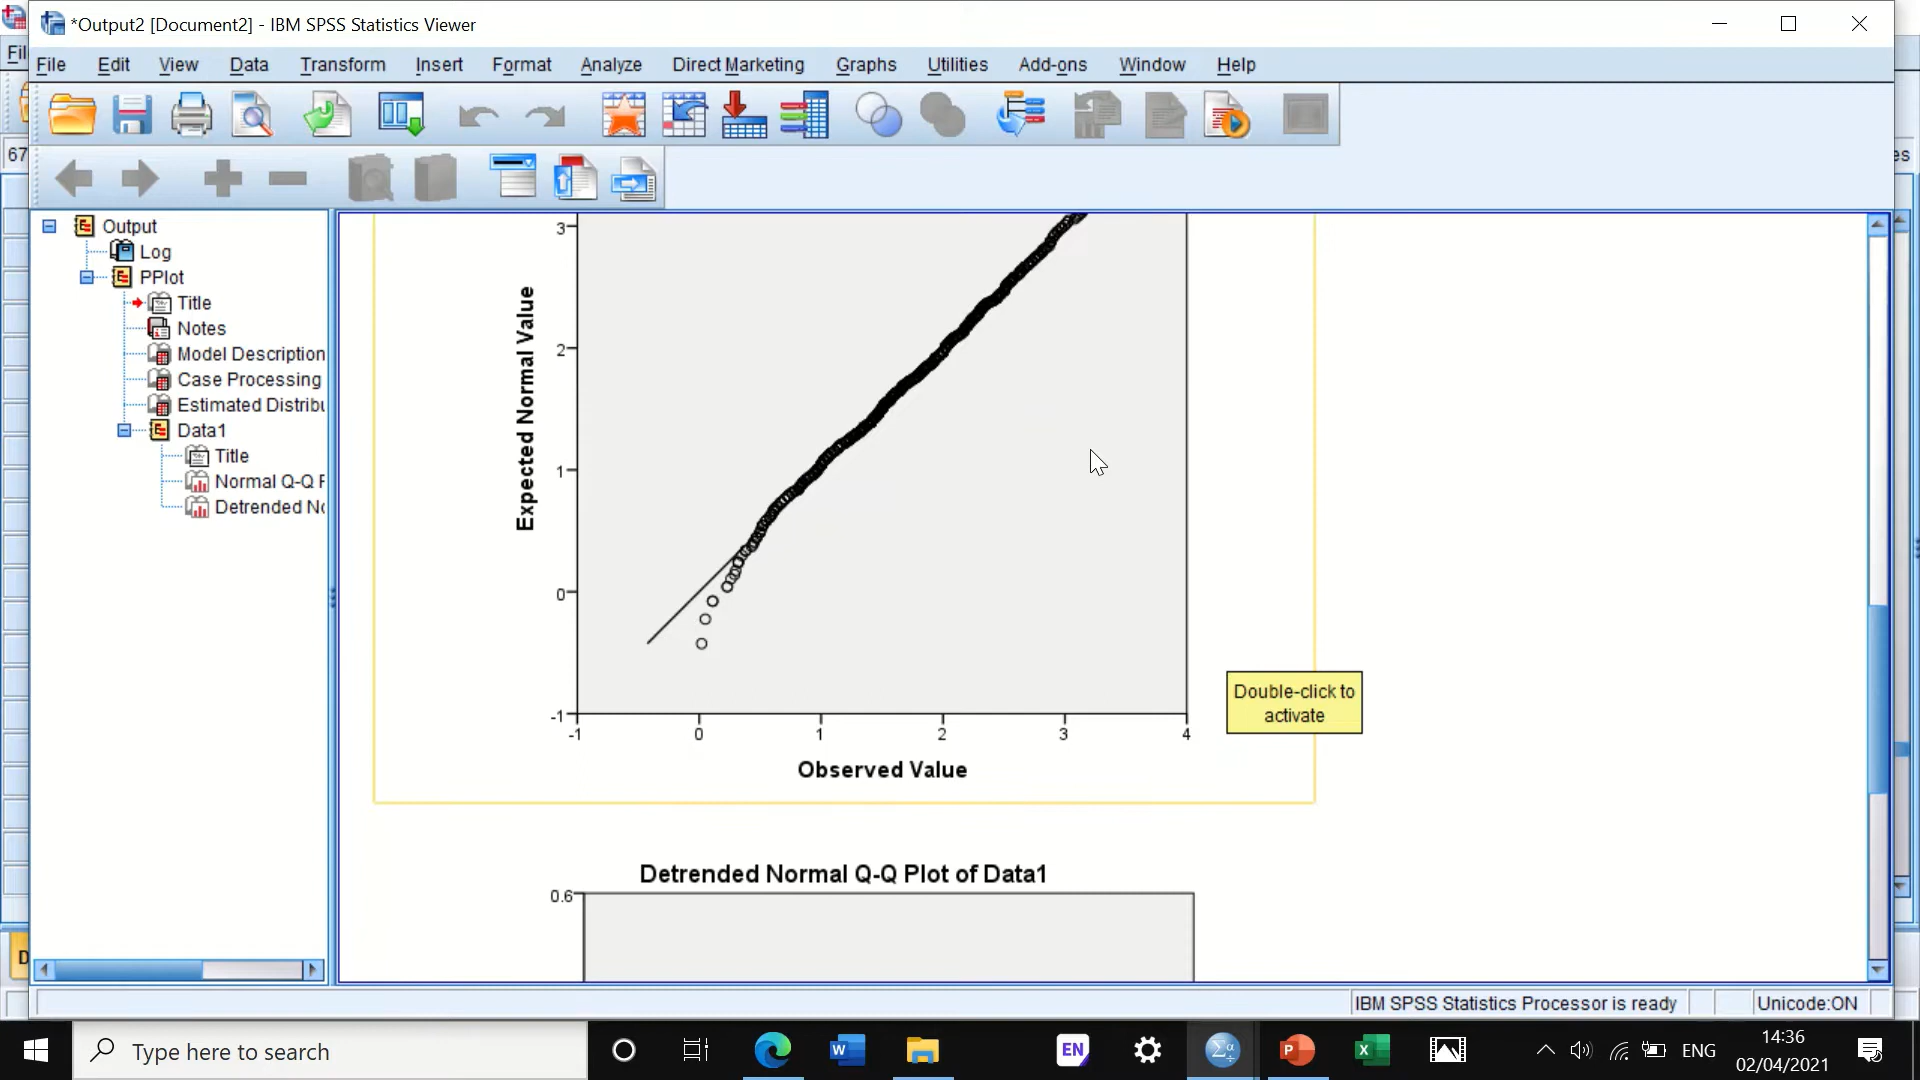 *Output2 [Document2] - IBM SPSS Statistics Viewer
File Edit View Data Transform Insert Format Analyze Direct Marketing Graphs Utilities Add-ons Window Help
67
Output
Log
PPlot
Title
Notes
Model Description
Case Processing
Estimated Distribu
Data1
Title
Normal Q-Q P
Detrended No
Expected Normal Value
3
2
1
0
-1
-1 0 1 2 3 4
Observed Value
Double-click to
activate
Detrended Normal Q-Q Plot of Data1
0.6
IBM SPSS Statistics Processor is ready Unicode:ON
Type here to search
EN
ENG
14:36
02/04/2021